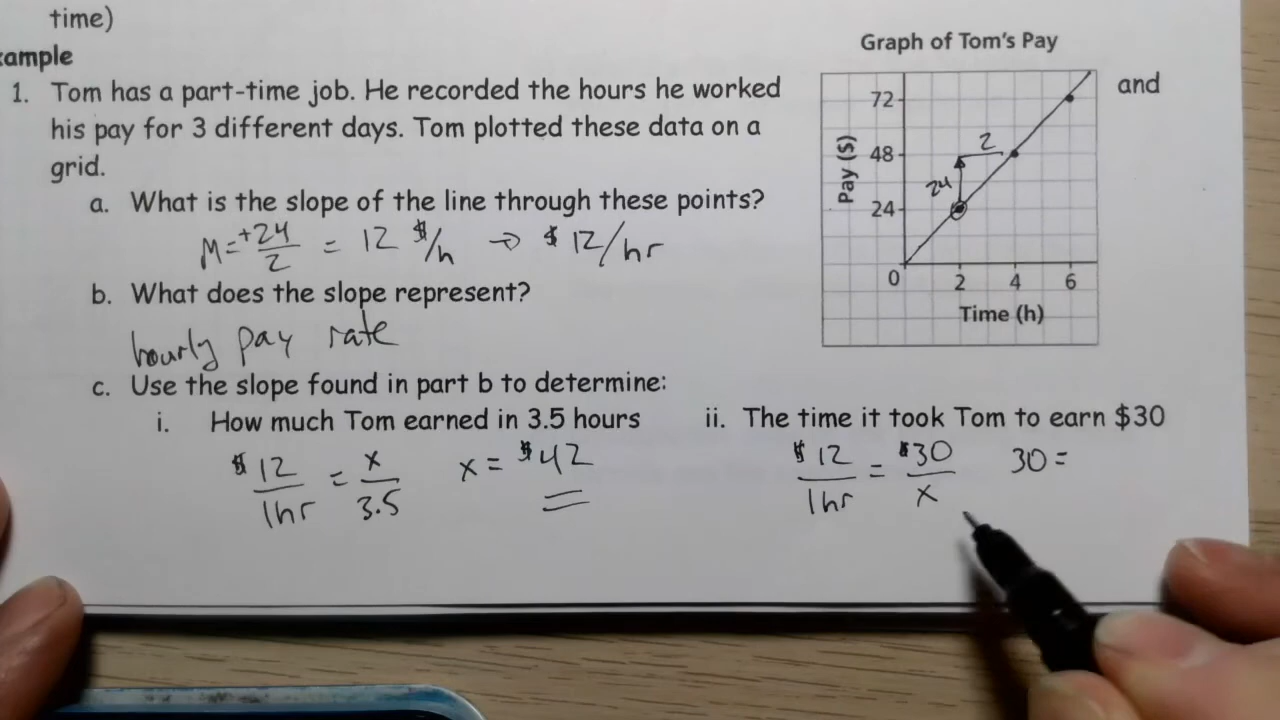 time)
ample
1. Tom has a part-time job. He recorded the hours he worked and
his pay for 3 different days. Tom plotted these data on a
grid.
a. What is the slope of the line through these points?
M = +24/2 = 12 $/h → $12/hr
b. What does the slope represent?
hourly pay rate
c. Use the slope found in part b to determine:
i. How much Tom earned in 3.5 hours
$12/1hr = x/3.5 x = $42
ii. The time it took Tom to earn $30
$12/1hr = $30/x 30=
Graph of Tom's Pay
Pay ($)
72
48
24
0 2 4 6
Time (h)
2
24